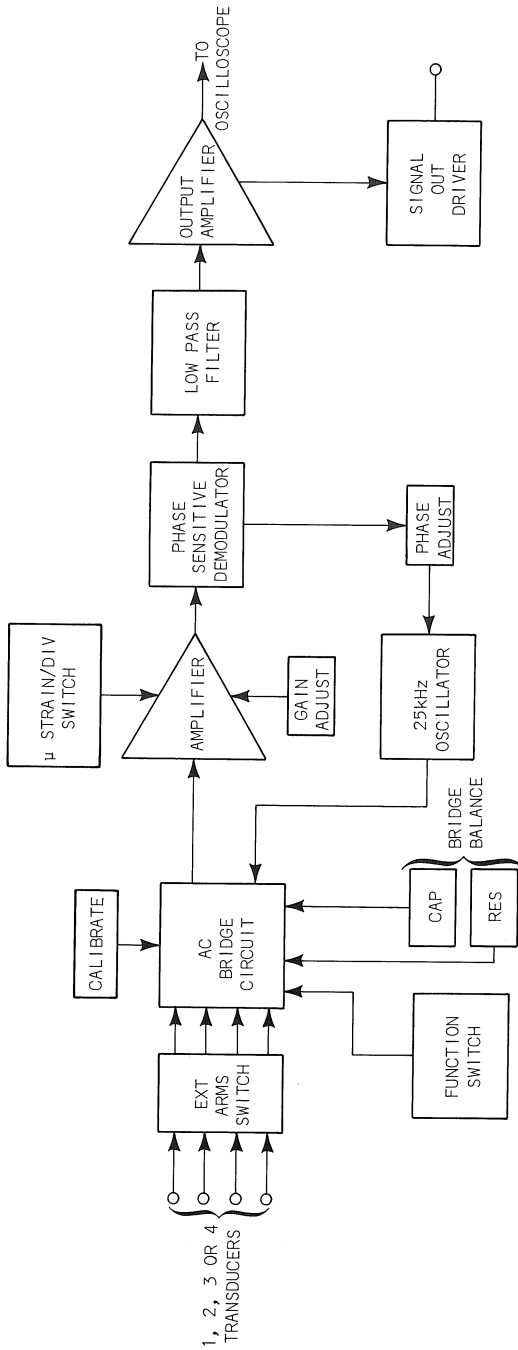 1, 2, 3 OR 4
TRANSDUCERS
EXT
ARMS
SWITCH
CALIBRATE
AC
BRIDGE
CIRCUIT
FUNCTION
SWITCH
CAP
RES
BRIDGE
BALANCE
µ STRAIN/DIV
SWITCH
AMPLIFIER
GAIN
ADJUST
25kHz
OSCILLATOR
PHASE
SENSITIVE
DEMODULATOR
PHASE
ADJUST
LOW PASS
FILTER
OUTPUT
AMPLIFIER
TO
OSCILLOSCOPE
SIGNAL
OUT
DRIVER